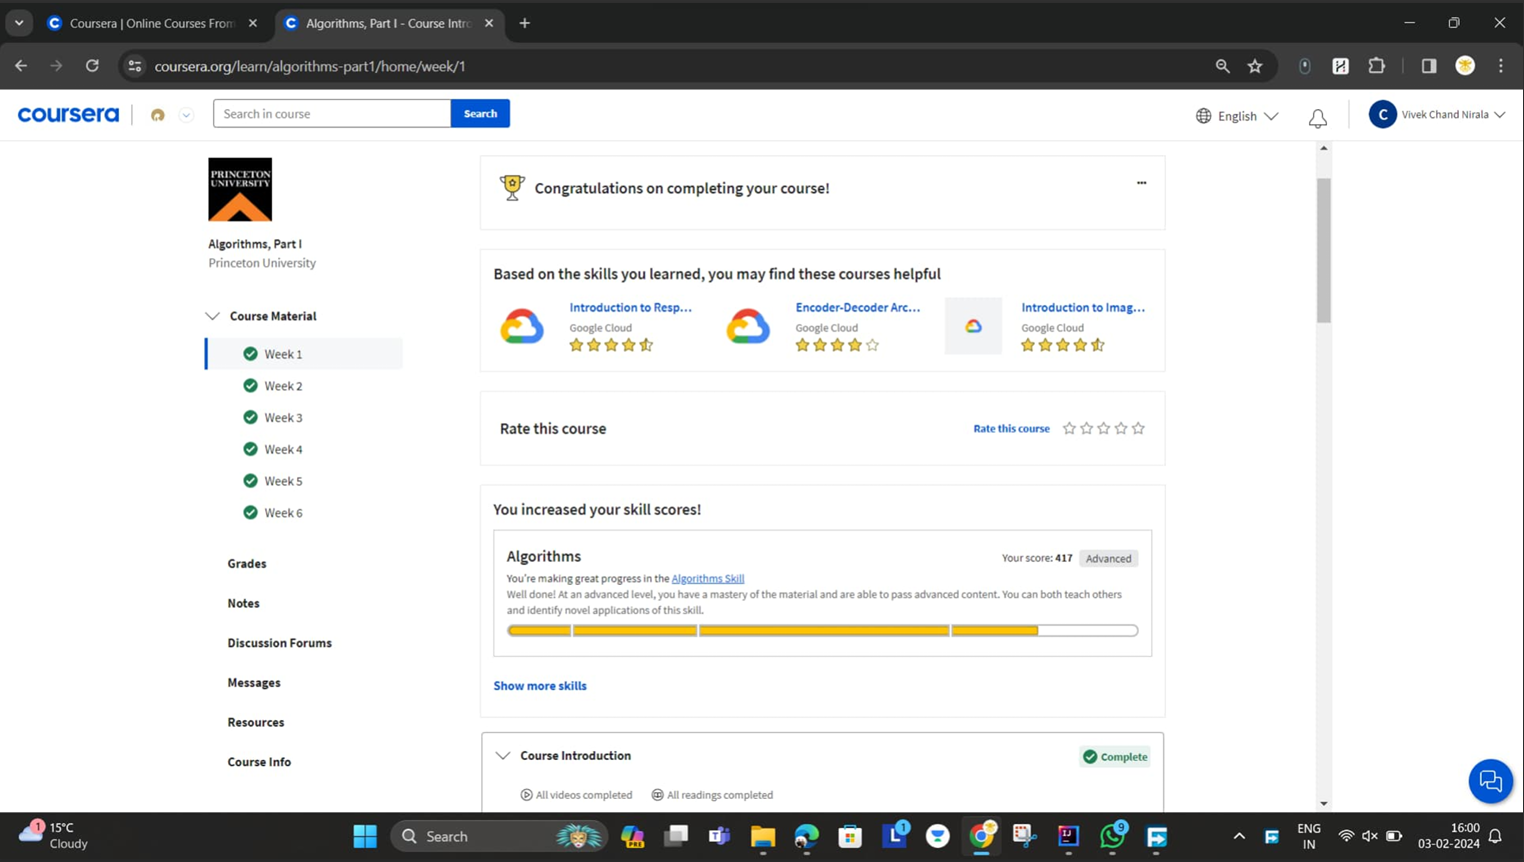 Coursera | Online Courses From
Algorithms, Part I - Course Intro
coursera.org/learn/algorithms-part1/home/week/1
coursera
Search in course
Search
English
C
Vivek Chand Nirala
PRINCETON
UNIVERSITY
Algorithms, Part I
Princeton University
Course Material
Week 1
Week 2
Week 3
Week 4
Week 5
Week 6
Grades
Notes
Discussion Forums
Messages
Resources
Course Info
Congratulations on completing your course!
Based on the skills you learned, you may find these courses helpful
Introduction to Resp...
Google Cloud
Encoder-Decoder Arc...
Google Cloud
Introduction to Imag...
Google Cloud
Rate this course
Rate this course
You increased your skill scores!
Algorithms
Your score: 417
Advanced
You're making great progress in the Algorithms Skill
Well done! At an advanced level, you have a mastery of the material and are able to pass advanced content. You can both teach others
and identify novel applications of this skill.
Show more skills
Course Introduction
Complete
All videos completed
All readings completed
1
15°C
Cloudy
Search
PRE
L
1
9
ENG
IN
16:00
03-02-2024